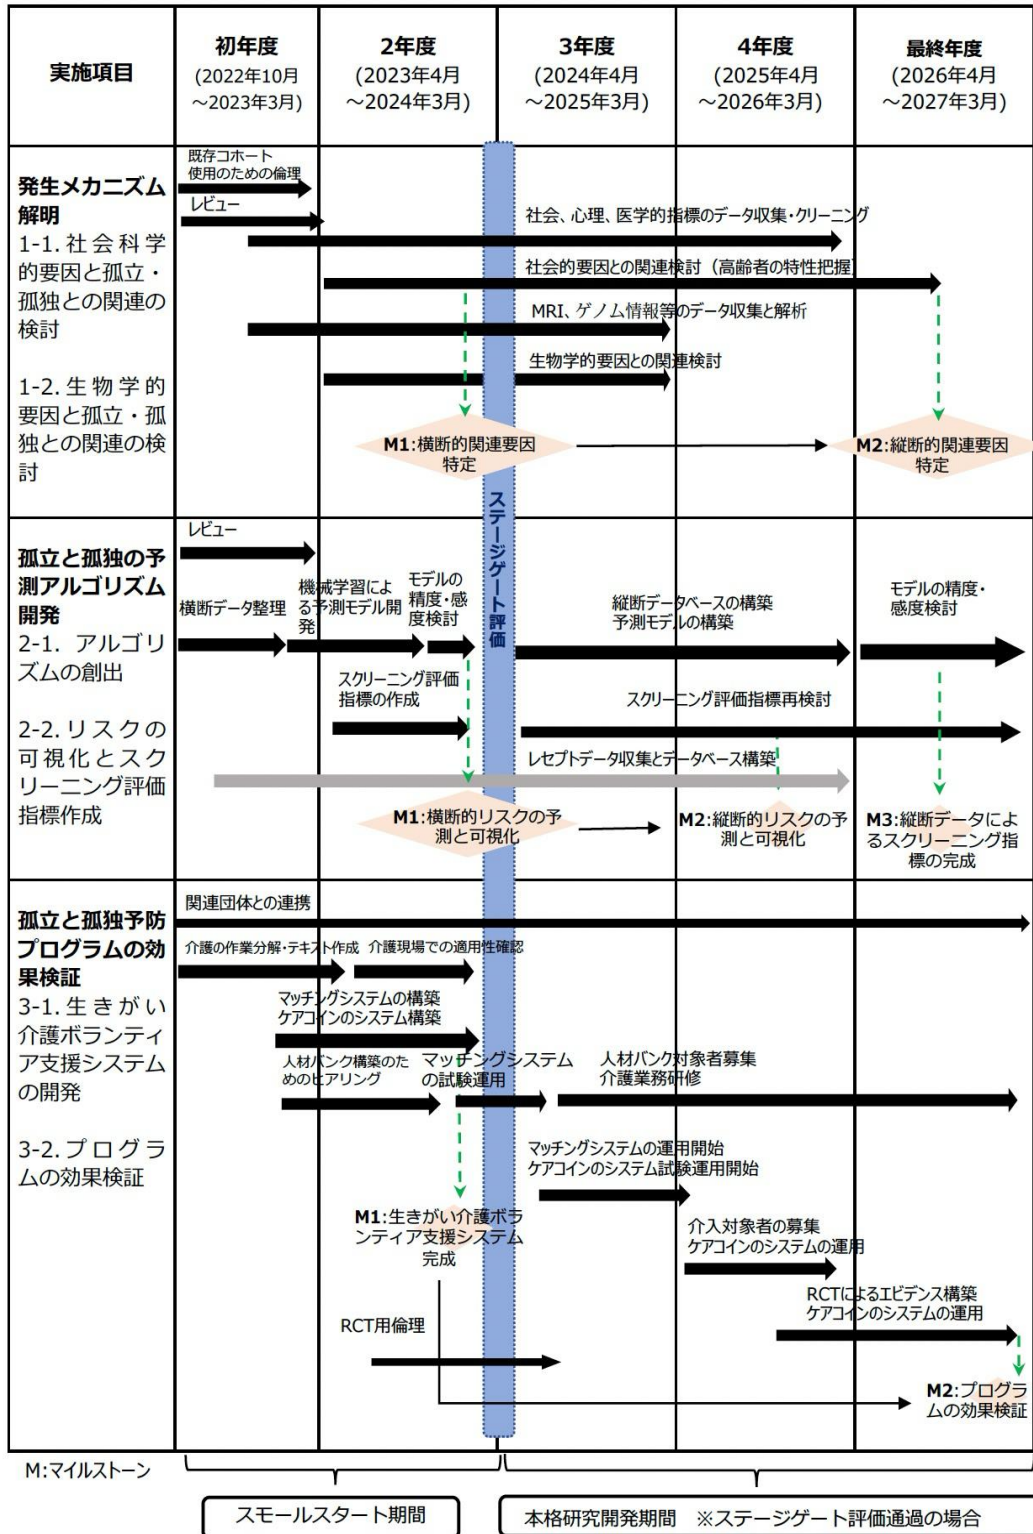 実施項目
初年度
(2022年10月
～2023年3月)
2年度
(2023年4月
～2024年3月)
3年度
(2024年4月
～2025年3月)
4年度
(2025年4月
～2026年3月)
最終年度
(2026年4月
～2027年3月)
発生メカニズム
解明
1-1.社会科学
的要因と孤立・
孤独との関連の
検討
1-2.生物学的
要因と孤立・孤
独との関連の検
討
既存コホート
使用のための倫理
レビュー
社会、心理、医学的指標のデータ収集・クリーニング
社会的要因との関連検討（高齢者の特性把握）
MRI、ゲノム情報等のデータ収集と解析
生物学的要因との関連検討
M1:横断的関連要因
特定
M2:縦断的関連要因
特定
ステージゲート評価
孤立と孤独の予
測アルゴリズム
開発
2-1. アルゴリ
ズムの創出
2-2.リスクの
可視化とスク
リーニング評価
指標作成
レビュー
横断データ整理
機械学習によ
る予測モデル開
発
モデルの
精度・感
度検討
縦断データベースの構築
予測モデルの構築
モデルの精度・
感度検討
スクリーニング評価
指標の作成
スクリーニング評価指標再検討
レセプトデータ収集とデータベース構築
M1:横断的リスクの予
測と可視化
M2:縦断的リスクの予
測と可視化
M3:縦断データによ
るスクリーニング指
標の完成
孤立と孤独予防
プログラムの効
果検証
3-1.生きがい
介護ボランティ
ア支援システム
の開発
3-2.プログラ
ムの効果検証
関連団体との連携
介護の作業分解・テキスト作成
介護現場での適用性確認
マッチングシステムの構築
ケアコインのシステム構築
人材バンク構築のた
めのヒアリング
マッチングシステム
の試験運用
人材バンク対象者募集
介護業務研修
マッチングシステムの運用開始
ケアコインのシステム試験運用開始
M1:生きがい介護ボラ
ンティア支援システム
完成
介入対象者の募集
ケアコインのシステムの運用
RCTによるエビデンス構築
ケアコインのシステムの運用
RCT用倫理
M2:プログラ
ムの効果検証
M:マイルストーン
スモールスタート期間
本格研究開発期間 ※ステージゲート評価通過の場合